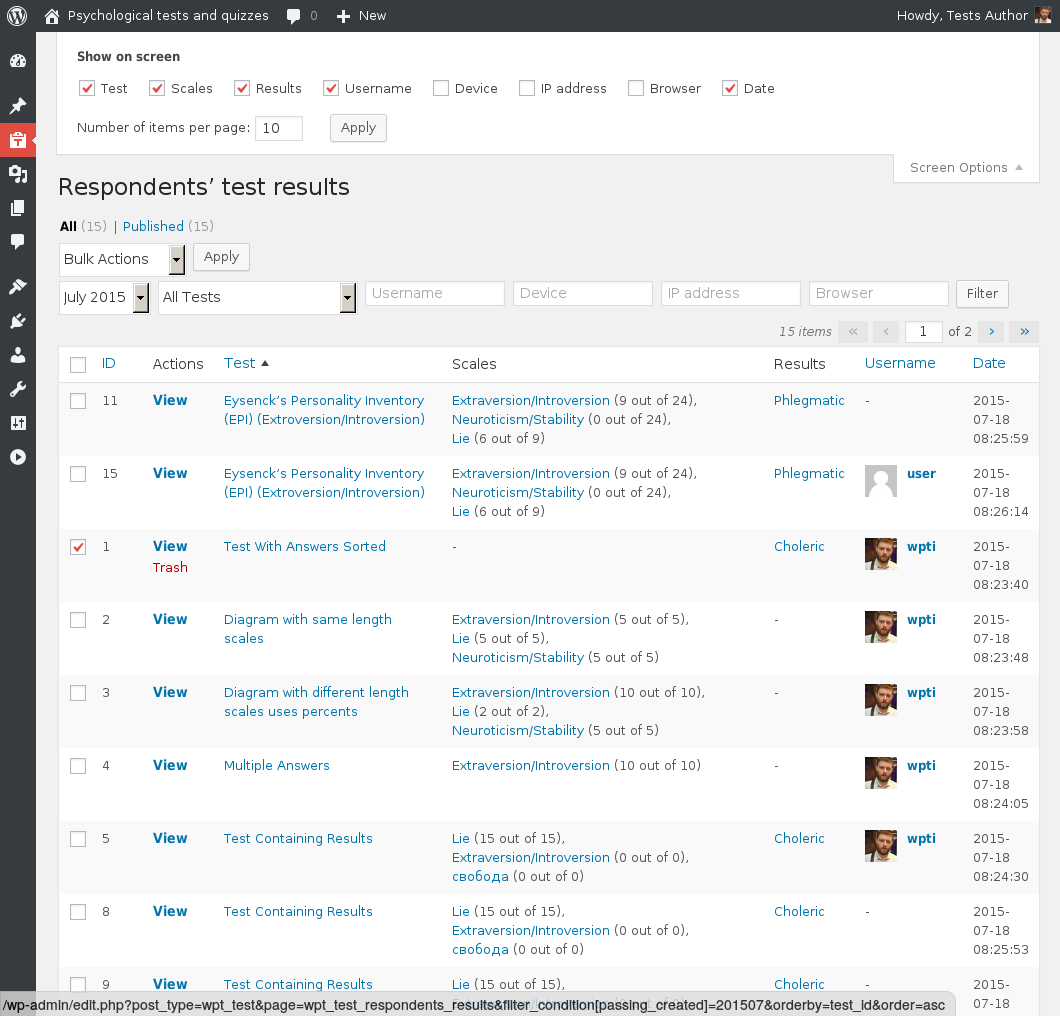 Psychological tests and quizzes 0 New Howdy, Tests Author
Show on screen
Test Scales Results Username Device IP address Browser Date
Number of items per page: 10 Apply
Screen Options
Respondents’ test results
All (15) | Published (15)
Bulk Actions Apply
July 2015 All Tests Username Device IP address Browser Filter
15 items « ‹ 1 of 2 › »
ID Actions Test Scales Results Username Date
11 View Eysenck’s Personality Inventory Extraversion/Introversion (9 out of 24), Phlegmatic - 2015-
(EPI) (Extroversion/Introversion) Neuroticism/Stability (0 out of 24), 07-18
Lie (6 out of 9) 08:25:59
15 View Eysenck’s Personality Inventory Extraversion/Introversion (9 out of 24), Phlegmatic user 2015-
(EPI) (Extroversion/Introversion) Neuroticism/Stability (0 out of 24), 07-18
Lie (6 out of 9) 08:26:14
1 View Test With Answers Sorted - Choleric wpti 2015-
Trash 07-18
08:23:40
2 View Diagram with same length Extraversion/Introversion (5 out of 5), - wpti 2015-
scales Lie (5 out of 5), 07-18
Neuroticism/Stability (5 out of 5) 08:23:48
3 View Diagram with different length Extraversion/Introversion (10 out of 10), - wpti 2015-
scales uses percents Lie (2 out of 2), 07-18
Neuroticism/Stability (5 out of 5) 08:23:58
4 View Multiple Answers Extraversion/Introversion (10 out of 10) - wpti 2015-
07-18
08:24:05
5 View Test Containing Results Lie (15 out of 15), Choleric wpti 2015-
Extraversion/Introversion (0 out of 0), 07-18
свобода (0 out of 0) 08:24:30
8 View Test Containing Results Lie (15 out of 15), Choleric - 2015-
Extraversion/Introversion (0 out of 0), 07-18
свобода (0 out of 0) 08:25:53
9 View Test Containing Results Lie (15 out of 15), Choleric - 2015-
07-18
/wp-admin/edit.php?post_type=wpt_test&page=wpt_test_respondents_results&filter_condition[passing_created]=201507&orderby=test_id&order=asc